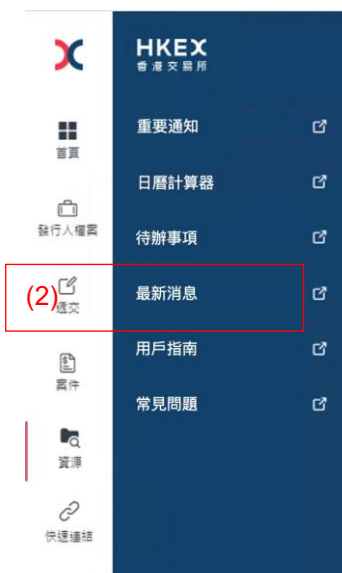 HKEX
香港交易所
首頁
發行人檔案
(2)
遞交
案件
資源
快速連結
重要通知
日曆計算器
待辦事項
最新消息
用戶指南
常見問題